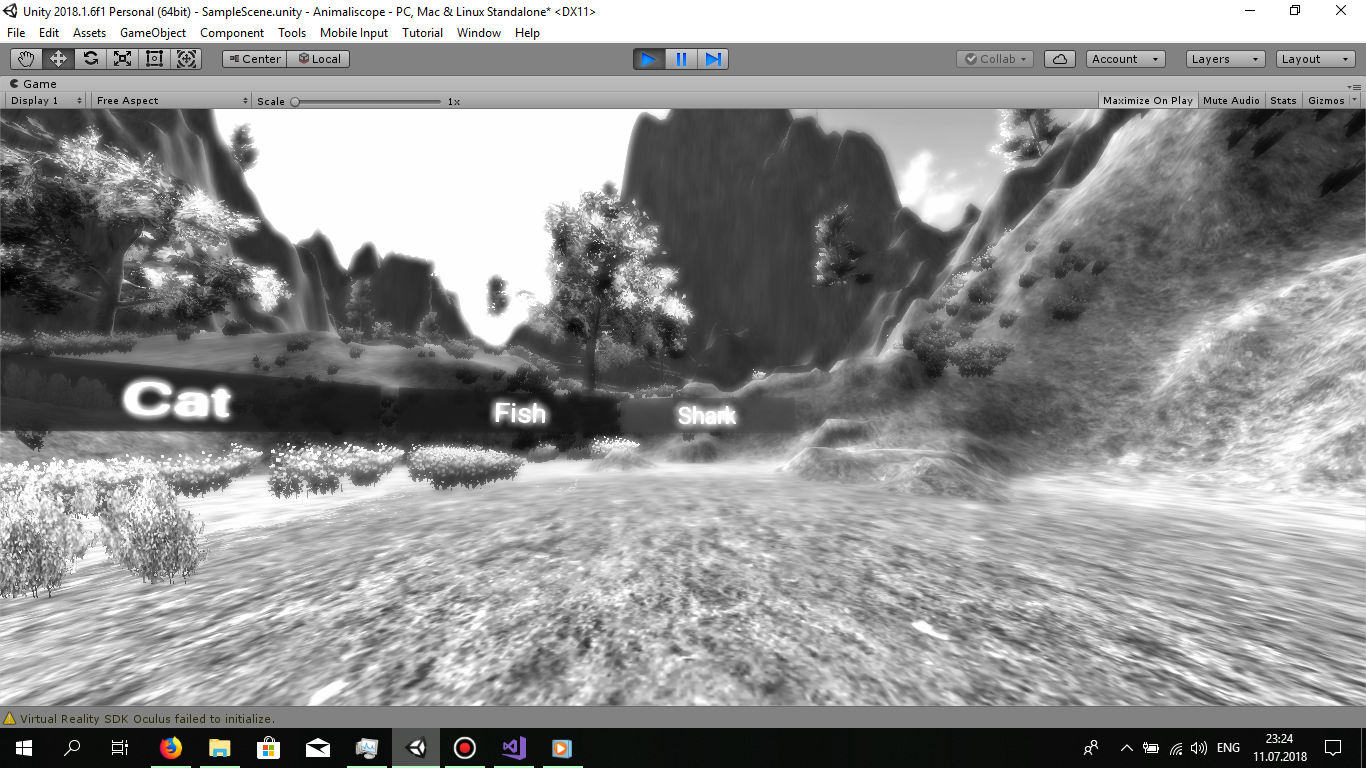 Unity 2018.1.6f1 Personal (64bit) - SampleScene.unity - Animaliscope - PC, Mac & Linux Standalone* <DX11>
File Edit Assets GameObject Component Tools Mobile Input Tutorial Window Help
Center Local Collab Account Layers Layout
Game
Display 1 Free Aspect Scale 1x Maximize On Play Mute Audio Stats Gizmos
Cat
Fish
Shark
Virtual Reality SDK Oculus failed to initialize.
ENG
23:24
11.07.2018